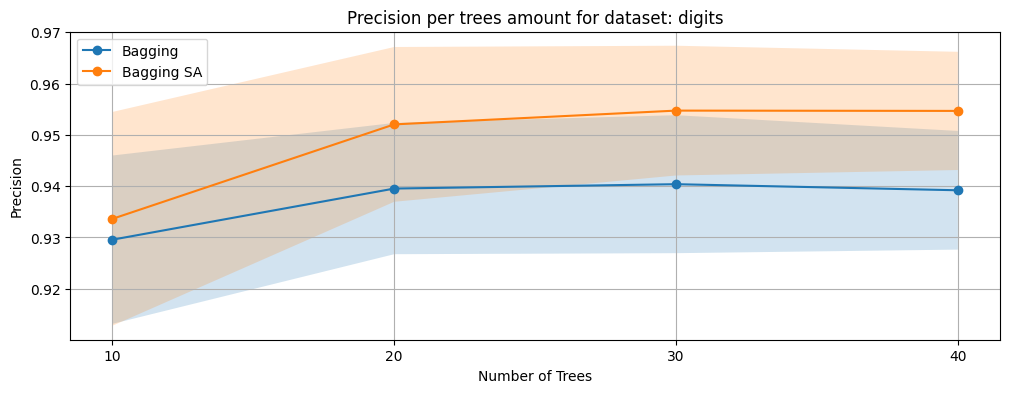 Precision per trees amount for dataset: digits
Bagging
Bagging SA
Precision
0.97
0.96
0.95
0.94
0.93
0.92
10 20 30 40
Number of Trees